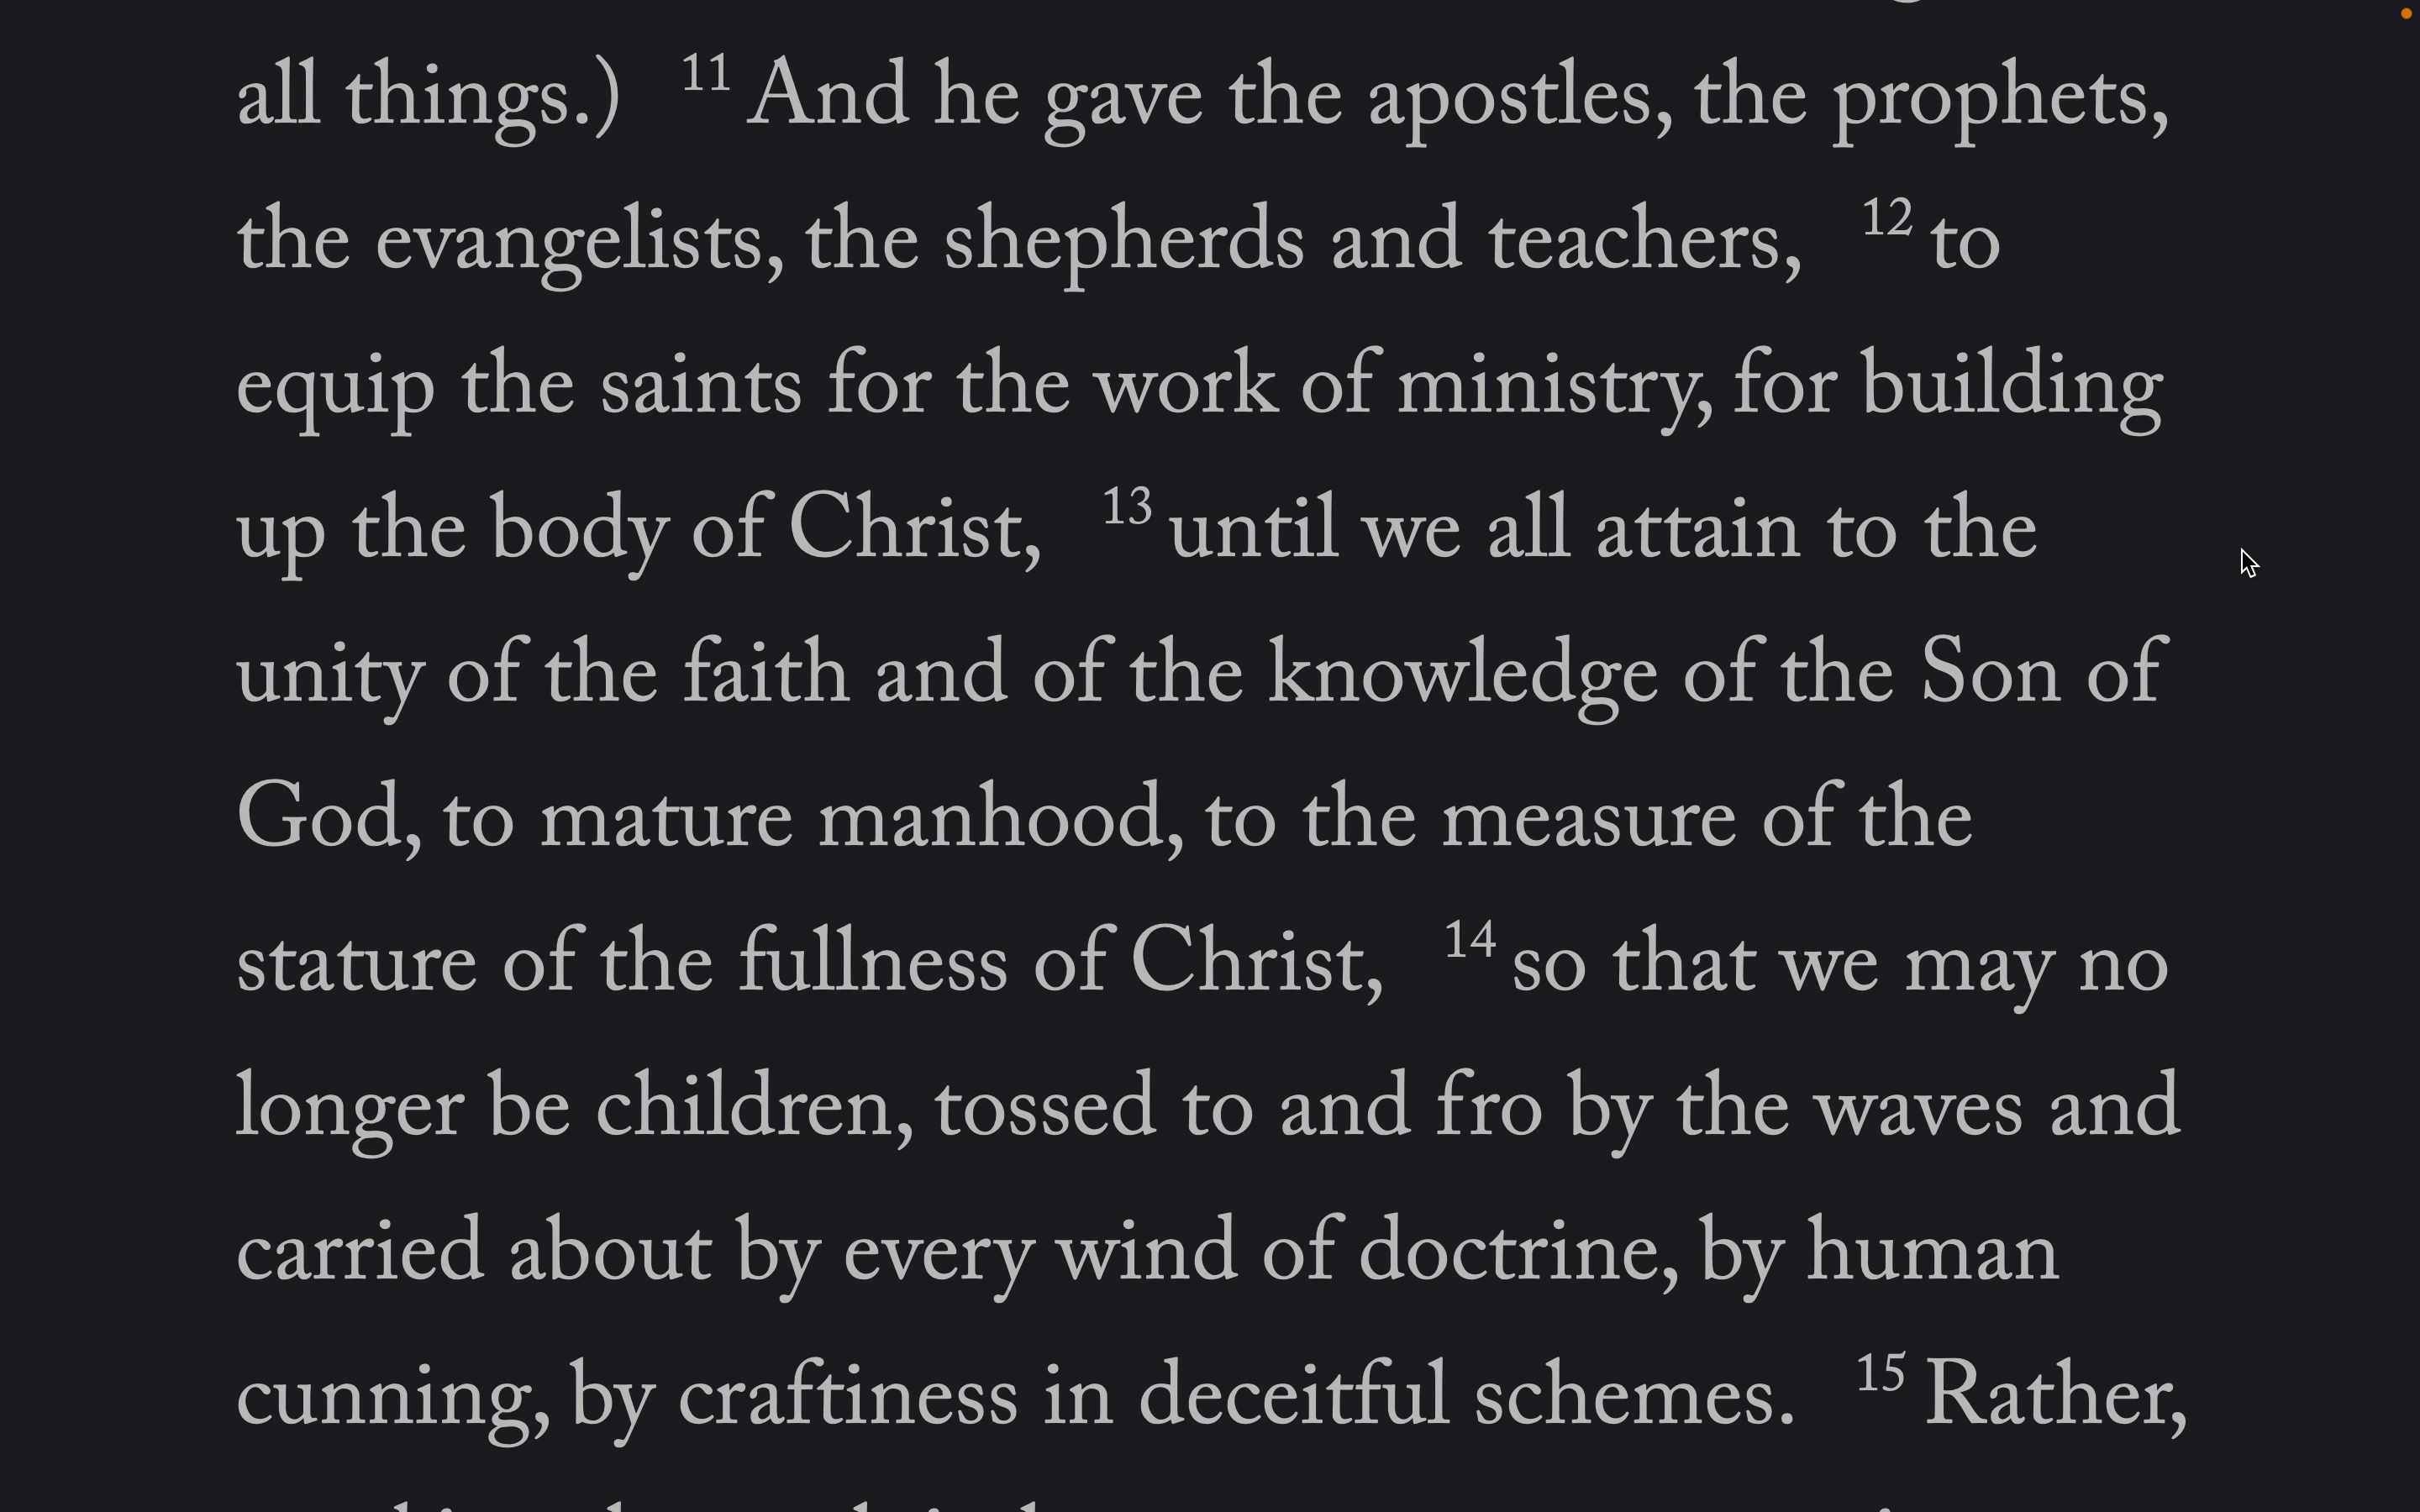 all things.) 11 And he gave the apostles, the prophets,
the evangelists, the shepherds and teachers, 12 to
equip the saints for the work of ministry, for building
up the body of Christ, 13 until we all attain to the
unity of the faith and of the knowledge of the Son of
God, to mature manhood, to the measure of the
stature of the fullness of Christ, 14 so that we may no
longer be children, tossed to and fro by the waves and
carried about by every wind of doctrine, by human
cunning, by craftiness in deceitful schemes. 15 Rather,